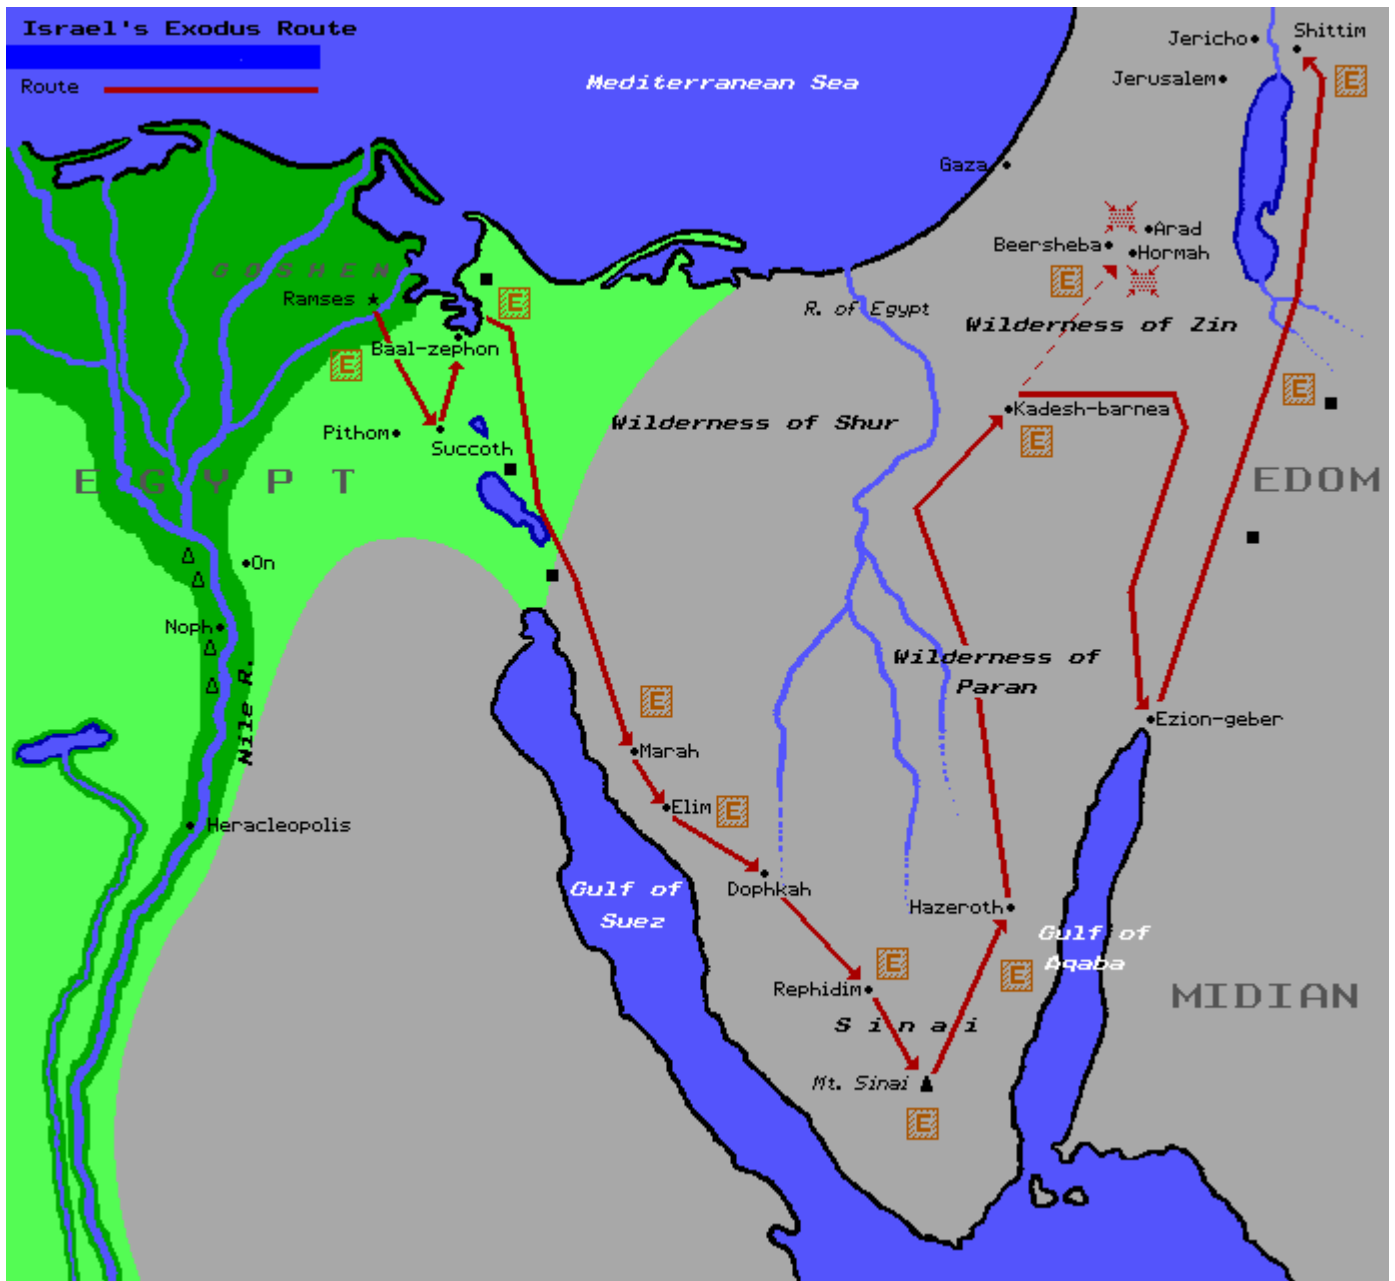 Israel's Exodus Route
Route
Mediterranean Sea
Jericho
Shittim
Jerusalem
Gaza
Arad
Beersheba
Hormah
GOSHEN
Ramses
E
R. of Egypt
E
Wilderness of Zin
Baal-zephon
E
E
E
Kadesh-barnea
Wilderness of Shur
Pithom
Succoth
E
EGYPT
EDOM
On
Noph
Wilderness of
Paran
Nile R.
E
Ezion-geber
Marah
Elim
E
Heracleopolis
Gulf of
Suez
Dophkah
Hazeroth
Gulf of
Aqaba
E
E
Rephidim
MIDIAN
Sinai
Mt. Sinai
E